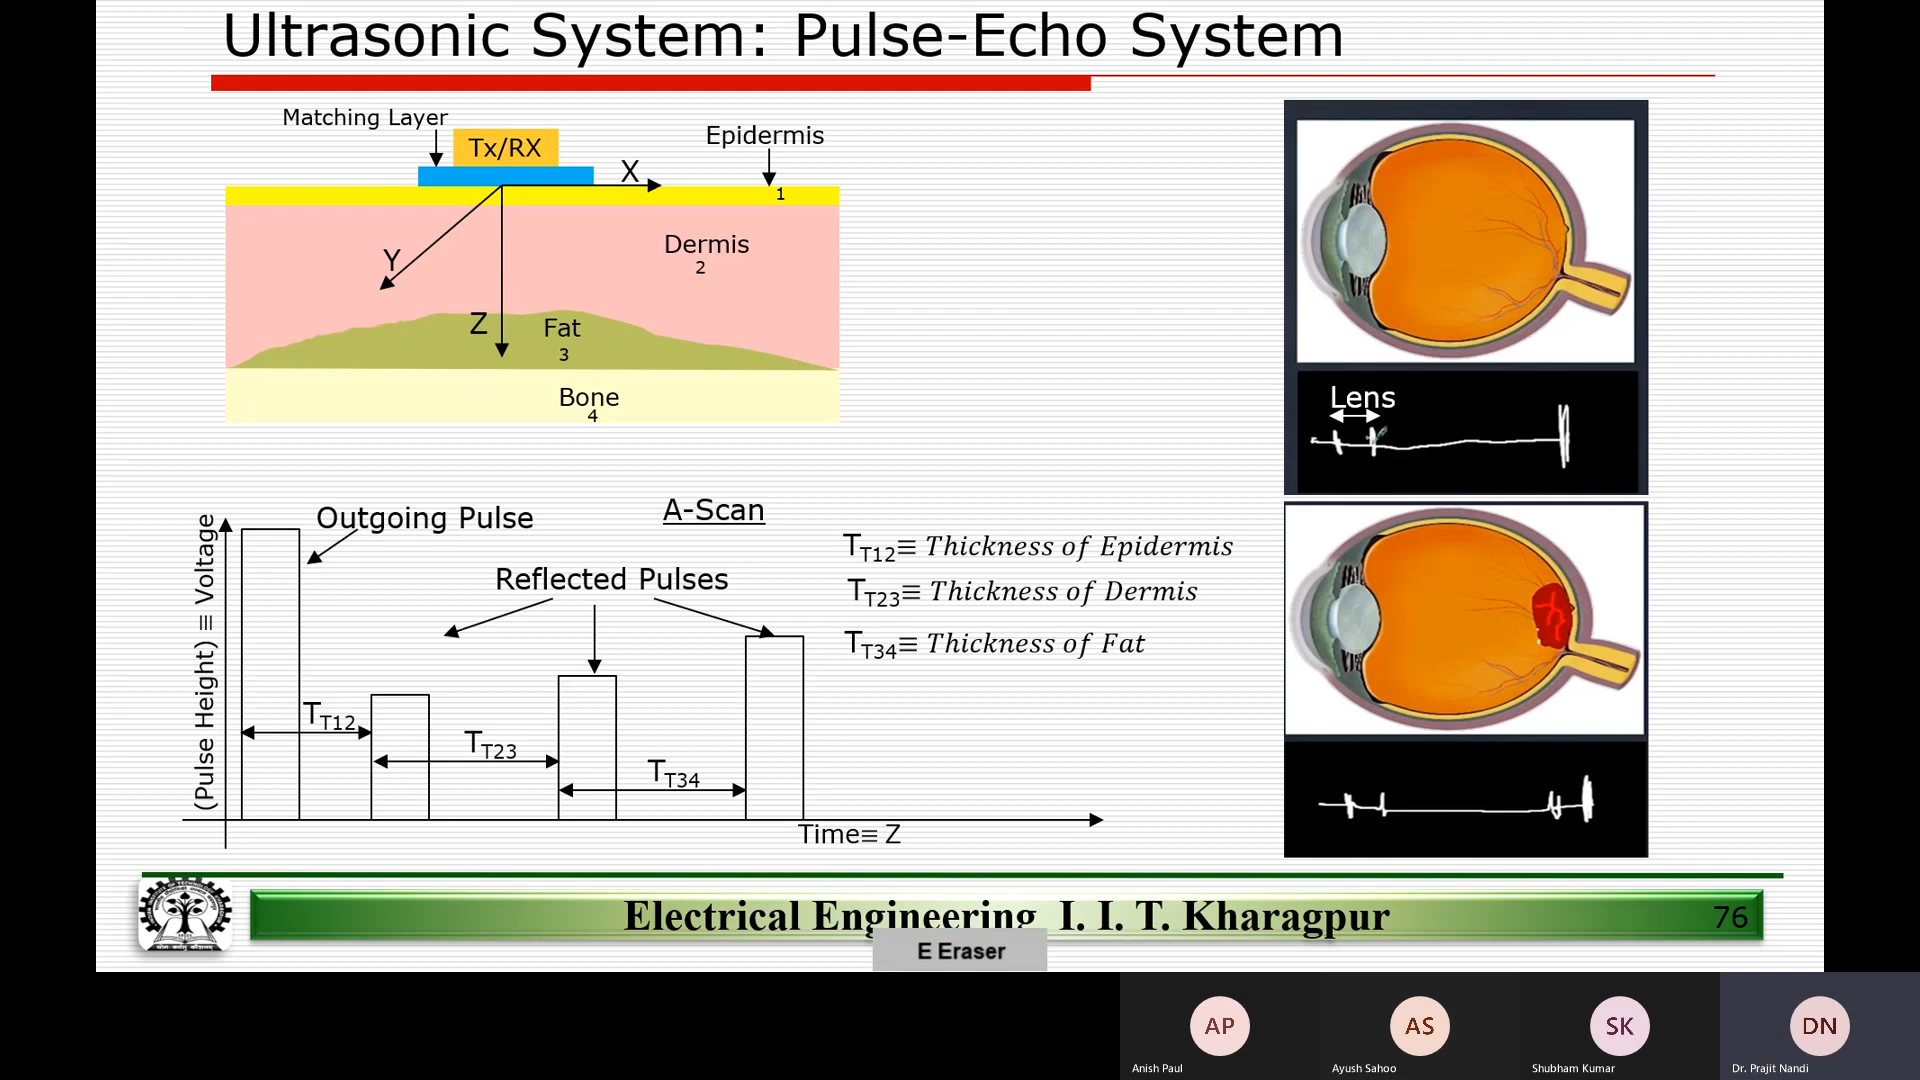 Ultrasonic System: Pulse-Echo System
Matching Layer
Tx/RX
Epidermis
X
1
Dermis
2
Y
Z
Fat
3
Bone
4
Lens
(Pulse Height) ≡ Voltage
Outgoing Pulse
A-Scan
Reflected Pulses
T_T12
T_T23
T_T34
Time≡ Z
T_T12≡ Thickness of Epidermis
T_T23≡ Thickness of Dermis
T_T34≡ Thickness of Fat
Electrical Engineering I. I. T. Kharagpur
76
E Eraser
AP
Anish Paul
AS
Ayush Sahoo
SK
Shubham Kumar
DN
Dr. Prajit Nandi